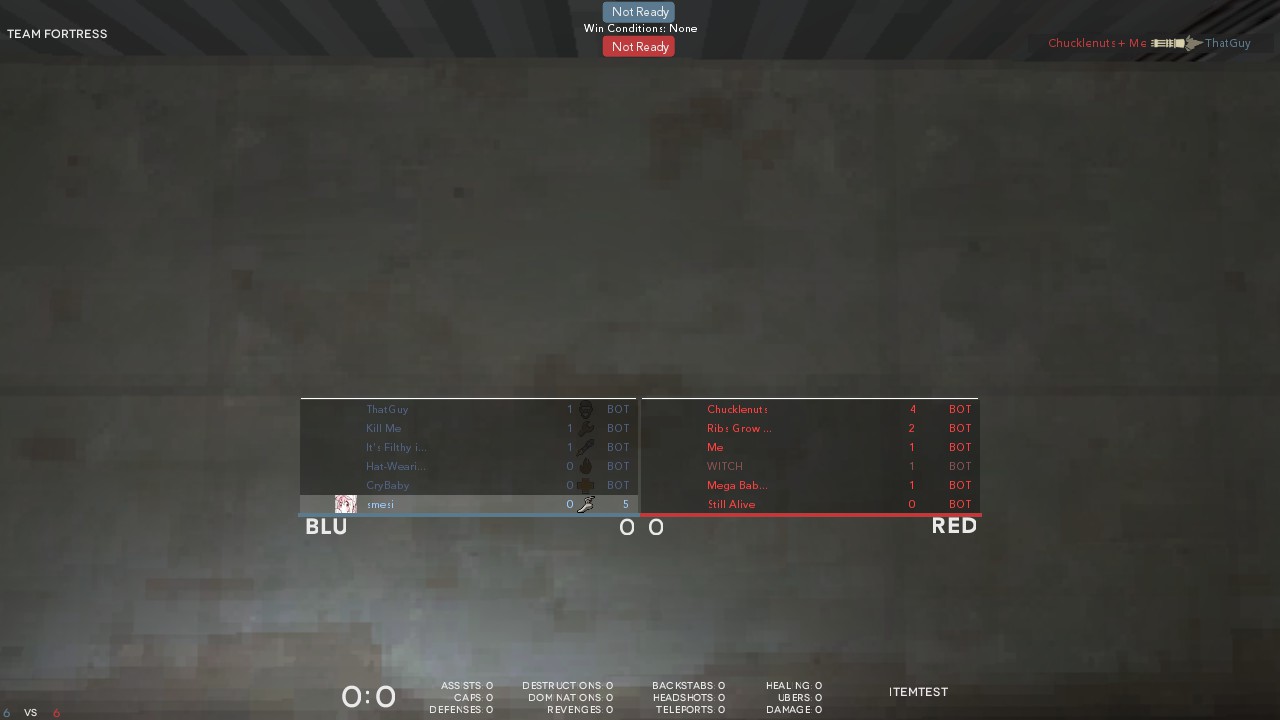 Not Ready
TEAM FORTRESS
Win Conditions: None
Not Ready
Chucklenuts + Me ThatGuy
ThatGuy 1 BOT Chucklenuts 4 BOT
Kill Me 1 BOT Ribs Grow ... 2 BOT
It's Filthy i... 1 BOT Me 1 BOT
Hat-Weari... 0 BOT WITCH 1 BOT
CryBaby 0 BOT Mega Bab... 1 BOT
smesi 0 5 Still Alive 0 BOT
BLU 0 0 RED
0:0
ASSISTS: 0 DESTRUCTIONS: 0 BACKSTABS: 0 HEALING: 0
CAPS: 0 DOMINATIONS: 0 HEADSHOTS: 0 UBERS: 0
DEFENSES: 0 REVENGES: 0 TELEPORTS: 0 DAMAGE: 0
ITEMTEST
6 VS 6